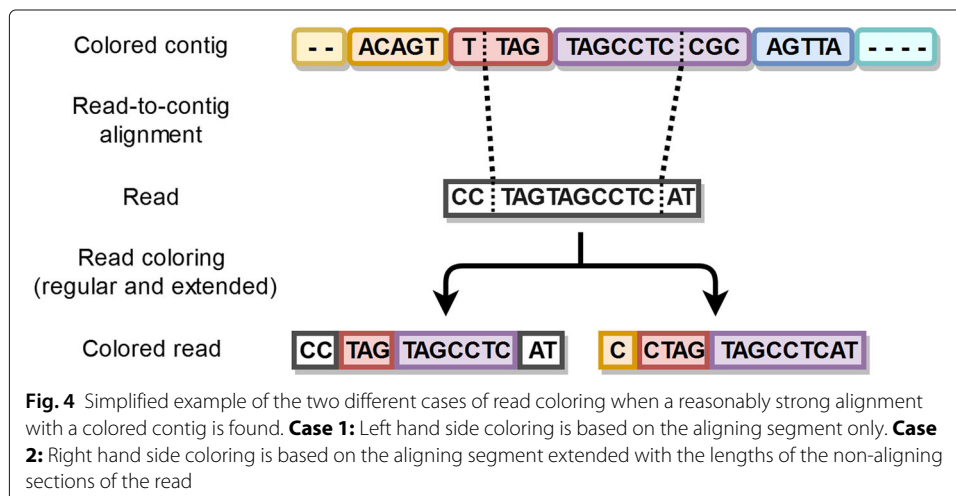 Colored contig - - ACAGT T TAG TAGCCTC CGC AGTTA - - - -
Read-to-contig
alignment
Read CC TAGTAGCCTC AT
Read coloring
(regular and extended)
Colored read CC TAG TAGCCTC AT C CTAG TAGCCTCAT
Fig. 4 Simplified example of the two different cases of read coloring when a reasonably strong alignment
with a colored contig is found. Case 1: Left hand side coloring is based on the aligning segment only. Case
2: Right hand side coloring is based on the aligning segment extended with the lengths of the non-aligning
sections of the read